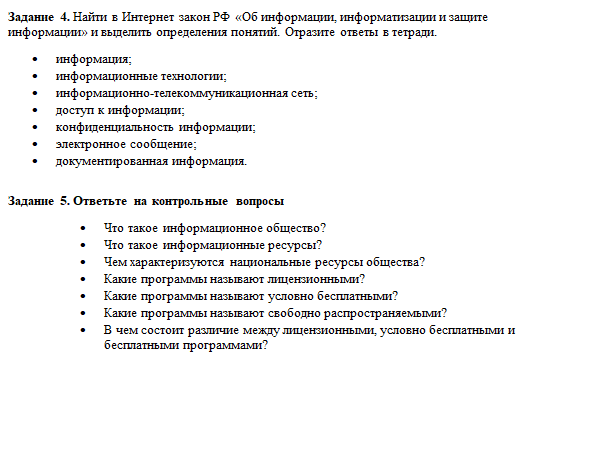 Задание 4. Найти в Интернет закон РФ «Об информации, информатизации и защите
информации» и выделить определения понятий. Отразите ответы в тетради.
• информация;
• информационные технологии;
• информационно-телекоммуникационная сеть;
• доступ к информации;
• конфиденциальность информации;
• электронное сообщение;
• документированная информация.
Задание 5. Ответьте на контрольные вопросы
• Что такое информационное общество?
• Что такое информационные ресурсы?
• Чем характеризуются национальные ресурсы общества?
• Какие программы называют лицензионными?
• Какие программы называют условно бесплатными?
• Какие программы называют свободно распространяемыми?
• В чем состоит различие между лицензионными, условно бесплатными и
бесплатными программами?